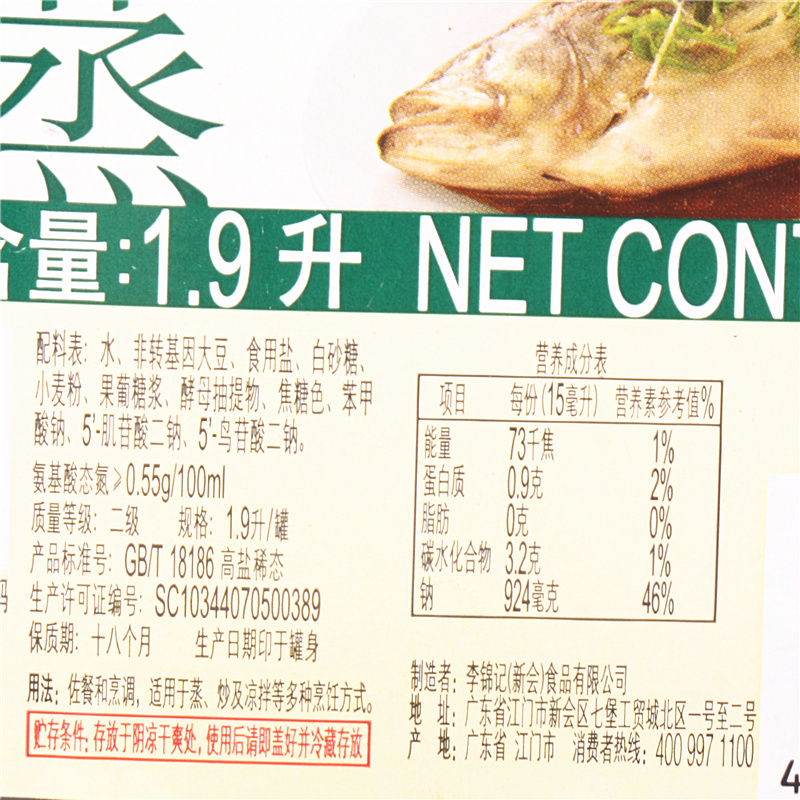 蒸
含量:1.9升 NET CONT
配料表: 水、非转基因大豆、食用盐、白砂糖、
小麦粉、果葡糖浆、酵母抽提物、焦糖色、苯甲
酸钠、5'-肌苷酸二钠、5'-鸟苷酸二钠。
氨基酸态氮≥0.55g/100ml
质量等级: 二级 规格: 1.9升/罐
产品标准号: GB/T 18186 高盐稀态
码 生产许可证编号: SC10344070500389
保质期: 十八个月 生产日期印于罐身
用法: 佐餐和烹调, 适用于蒸、炒及凉拌等多种烹饪方式。
贮存条件: 存放于阴凉干爽处, 使用后请即盖好并冷藏存放
营养成分表
项目 每份(15毫升) 营养素参考值%
能量 73千焦 1%
蛋白质 0.9克 2%
脂肪 0克 0%
碳水化合物 3.2克 1%
钠 924毫克 46%
制造者: 李锦记(新会)食品有限公司
地 址: 广东省江门市新会区七堡工贸城北区一号至二号
产 地: 广东省 江门市 消费者热线: 400 997 1100
4